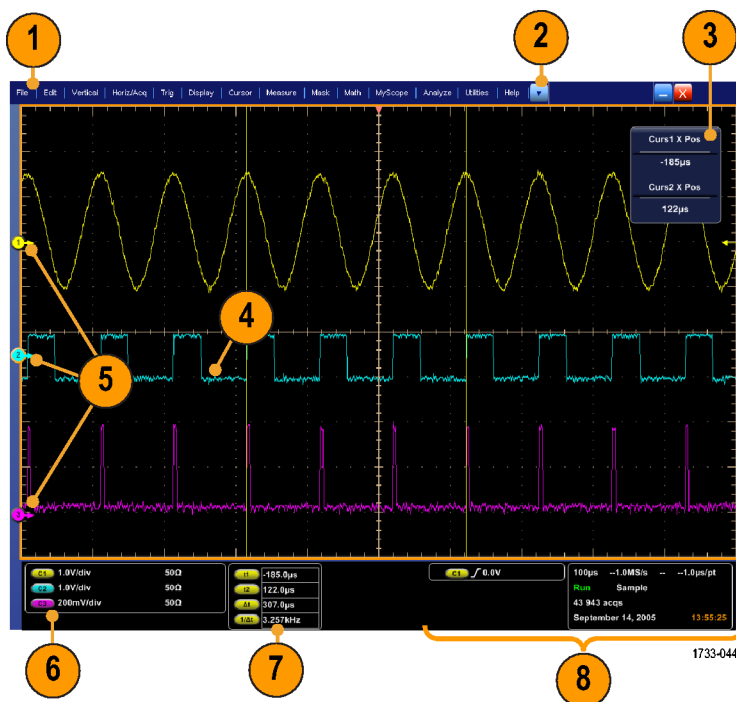 1
2
3
File Edit Vertical Horiz/Acq Trig Display Cursor Measure Mask Math MyScope Analyze Utilities Help
Curs1 X Pos
-185µs
Curs2 X Pos
122µs
1
4
2
5
3
C1 1.0V/div 50Ω
C2 1.0V/div 50Ω
C3 200mV/div 50Ω
t1 -185.0µs
t2 122.0µs
Δt 307.0µs
1/Δt 3.257kHz
C1 0.0V
100µs --1.0MS/s -- --1.0µs/pt
Run Sample
43 943 acqs
September 14, 2005 13:55:25
6
7
8
1733-044